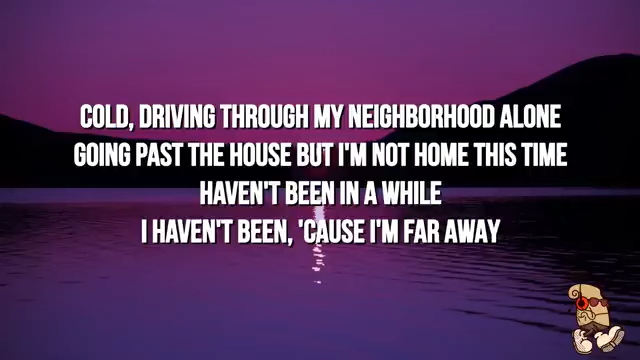 COLD, DRIVING THROUGH MY NEIGHBORHOOD ALONE
GOING PAST THE HOUSE BUT I'M NOT HOME THIS TIME
HAVEN'T BEEN IN A WHILE
I HAVEN'T BEEN, 'CAUSE I'M FAR AWAY